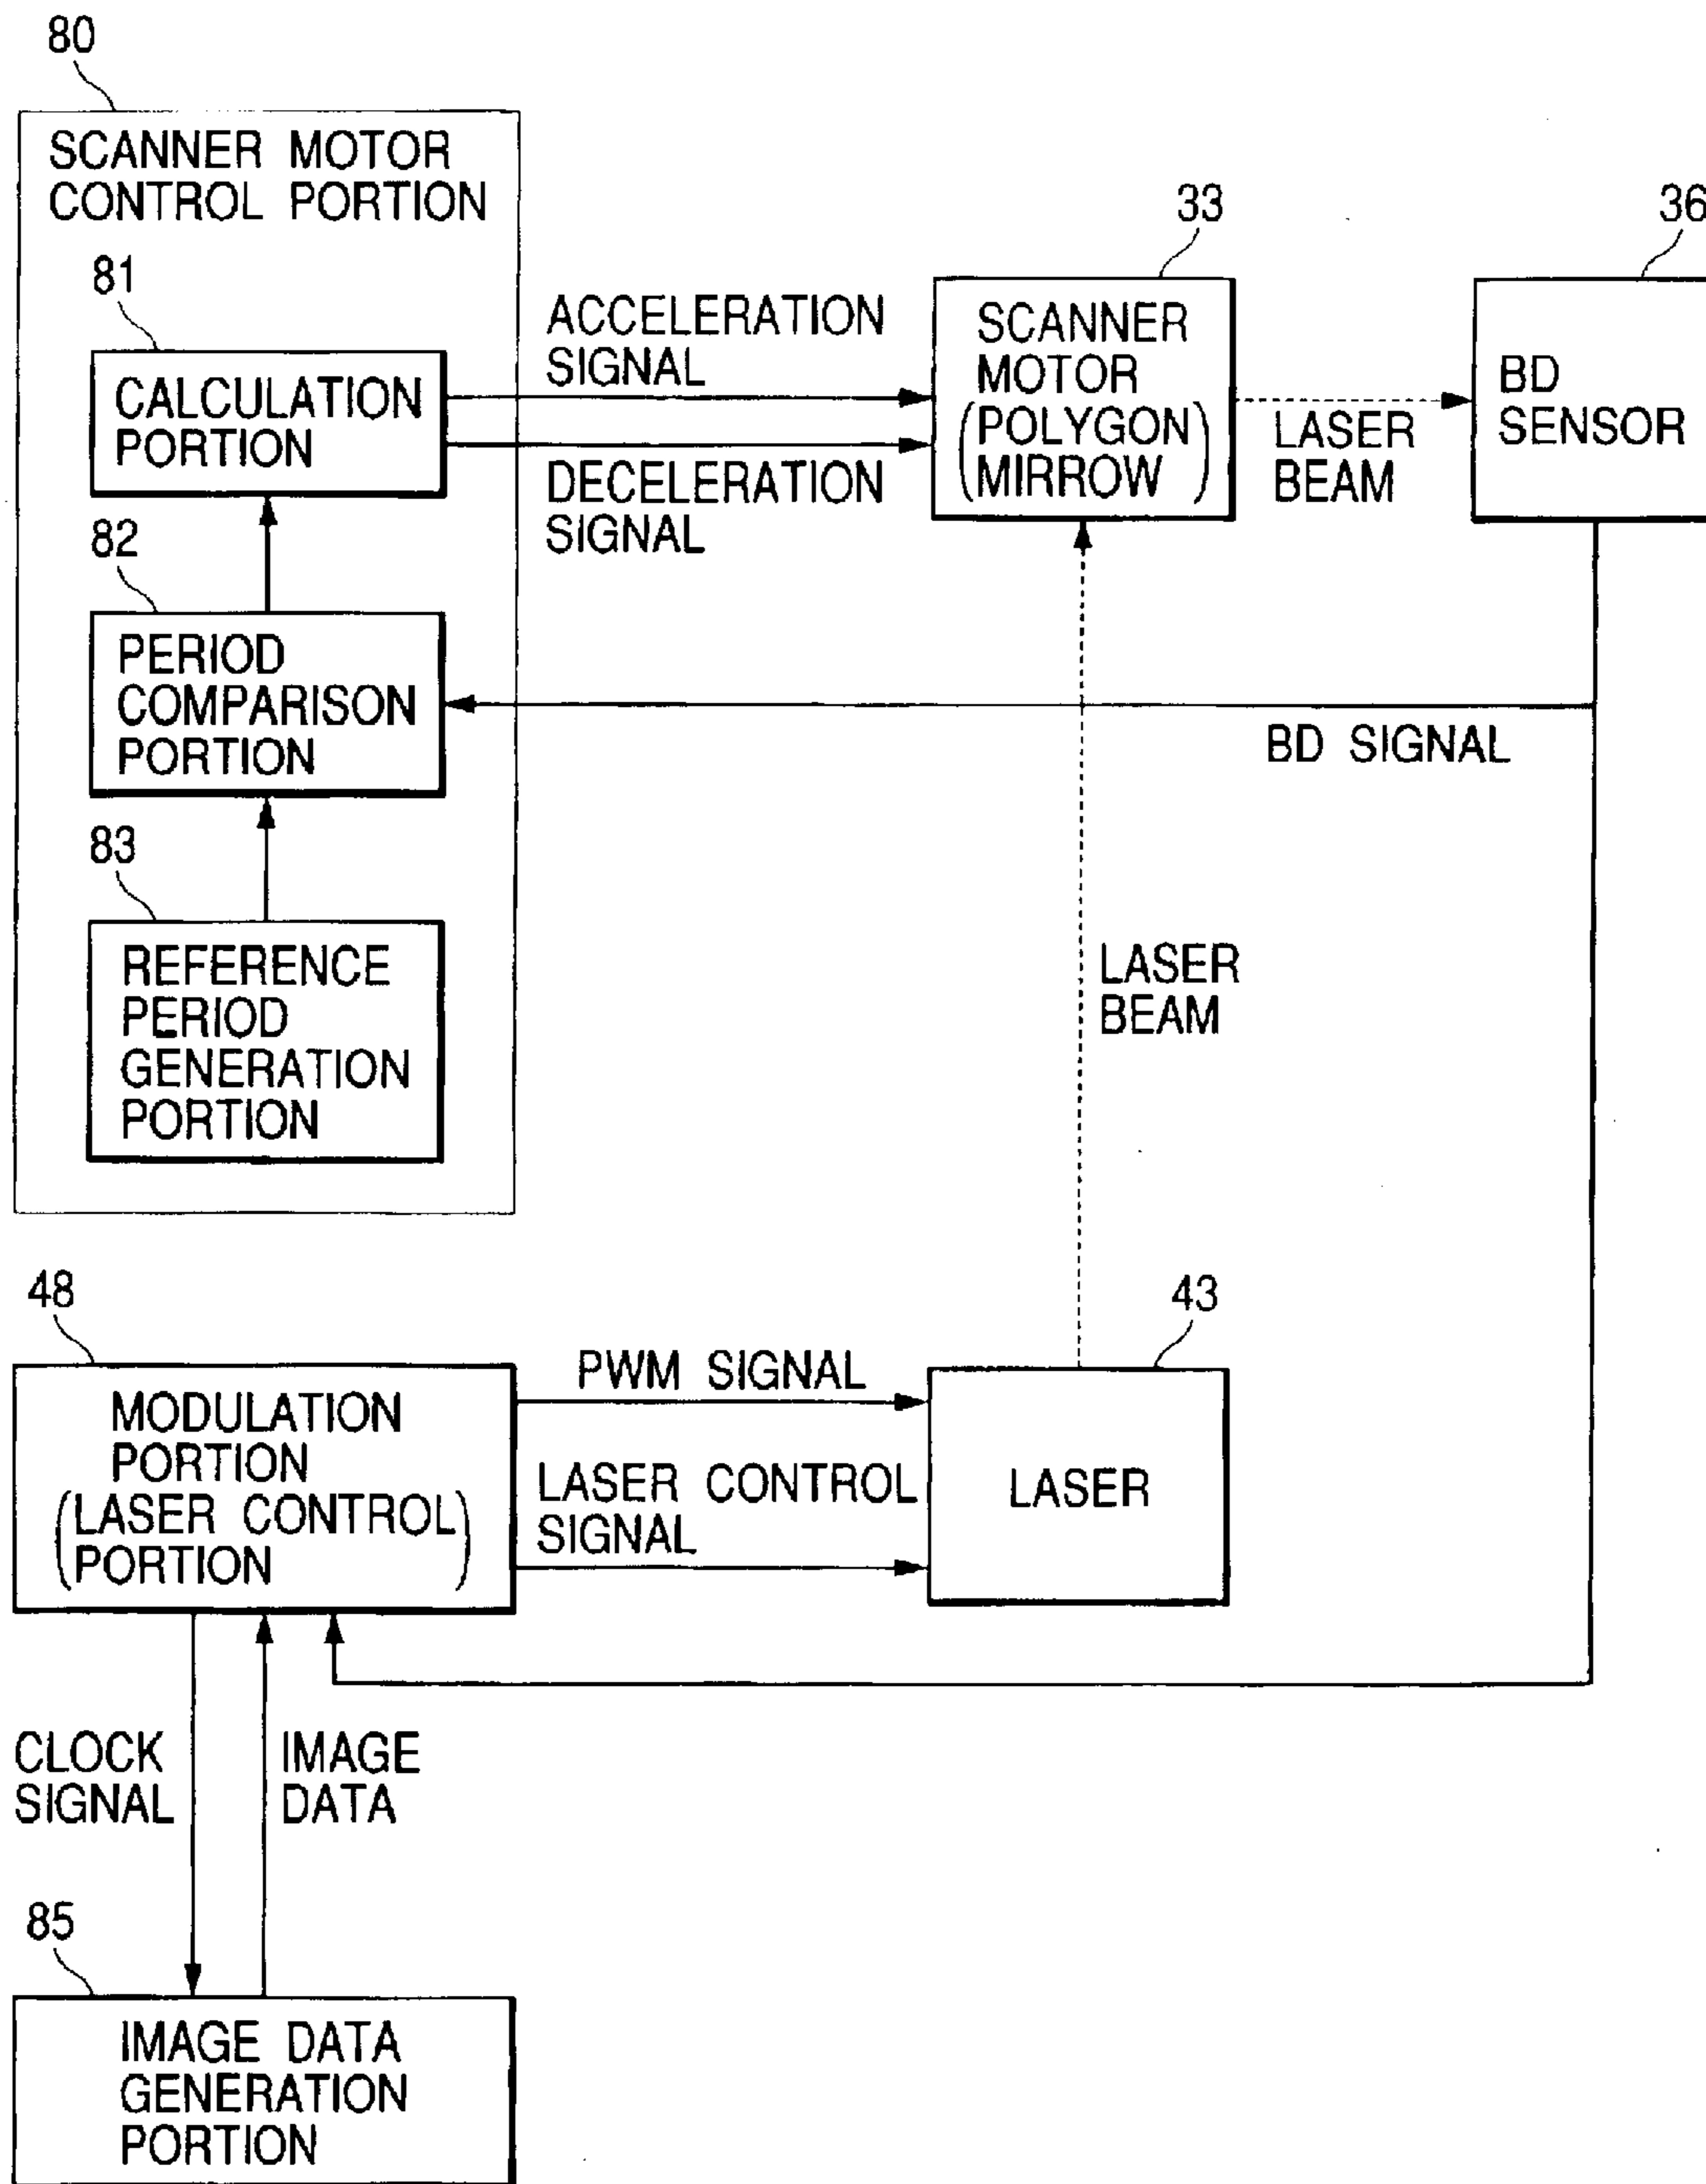 80
SCANNER MOTOR
CONTROL PORTION
81
CALCULATION
PORTION
82
PERIOD
COMPARISON
PORTION
83
REFERENCE
PERIOD
GENERATION
PORTION
ACCELERATION
SIGNAL
DECELERATION
SIGNAL
33
SCANNER
MOTOR
(POLYGON
MIRROW)
LASER
BEAM
36
BD
SENSOR
BD SIGNAL
LASER
BEAM
48
MODULATION
PORTION
(LASER CONTROL
PORTION)
PWM SIGNAL
LASER CONTROL
SIGNAL
43
LASER
CLOCK
SIGNAL
IMAGE
DATA
85
IMAGE DATA
GENERATION
PORTION